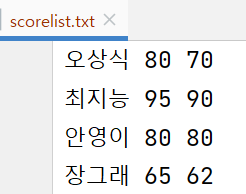 scorelist.txt
오상식 80 70
최지능 95 90
안영이 80 80
장그래 65 62